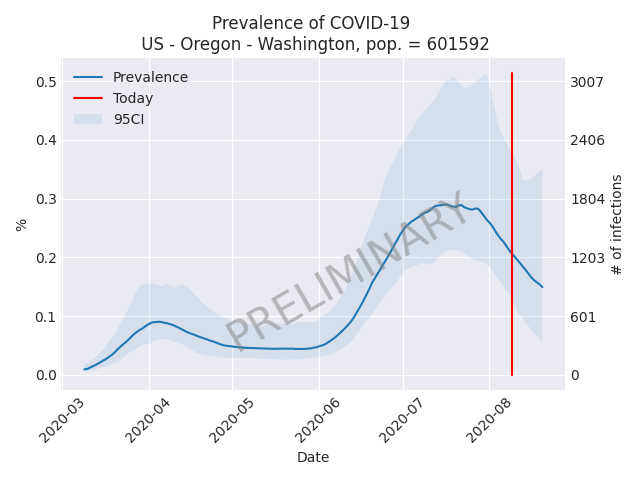 Prevalence of COVID-19
US - Oregon - Washington, pop. = 601592
Prevalence
Today
95CI
PRELIMINARY
%
0.5
0.4
0.3
0.2
0.1
0.0
3007
2406
1804
1203
601
0
# of infections
2020-03
2020-04
2020-05
2020-06
2020-07
2020-08
Date